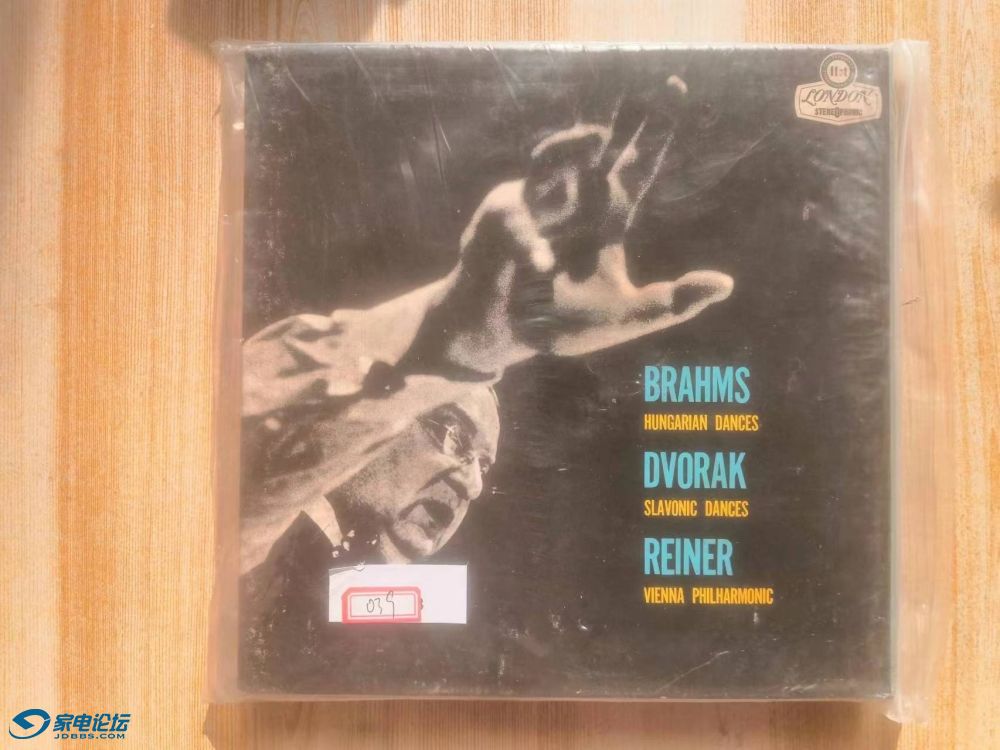 LONDON
STEREOPHONIC
BRAHMS
HUNGARIAN DANCES
DVORAK
SLAVONIC DANCES
REINER
VIENNA PHILHARMONIC
家电论坛
JDBBS.COM